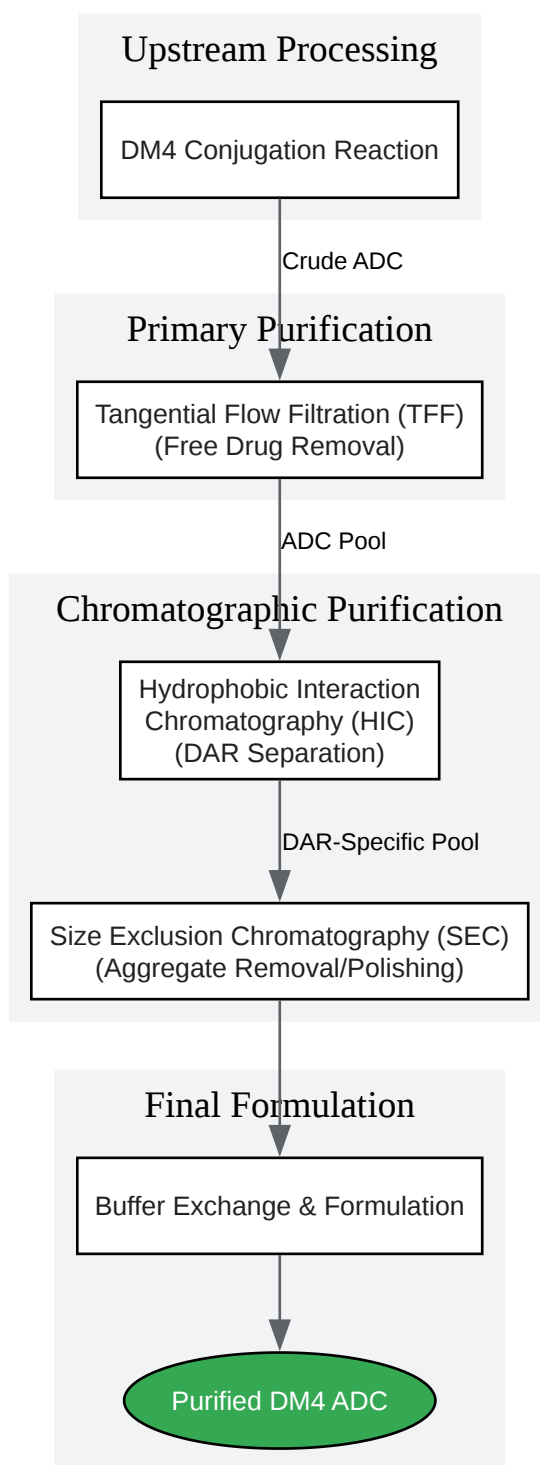 Upstream Processing
DM4 Conjugation Reaction
Crude ADC
Primary Purification
Tangential Flow Filtration (TFF)
(Free Drug Removal)
ADC Pool
Chromatographic Purification
Hydrophobic Interaction
Chromatography (HIC)
(DAR Separation)
DAR-Specific Pool
Size Exclusion Chromatography (SEC)
(Aggregate Removal/Polishing)
Final Formulation
Buffer Exchange & Formulation
Purified DM4 ADC